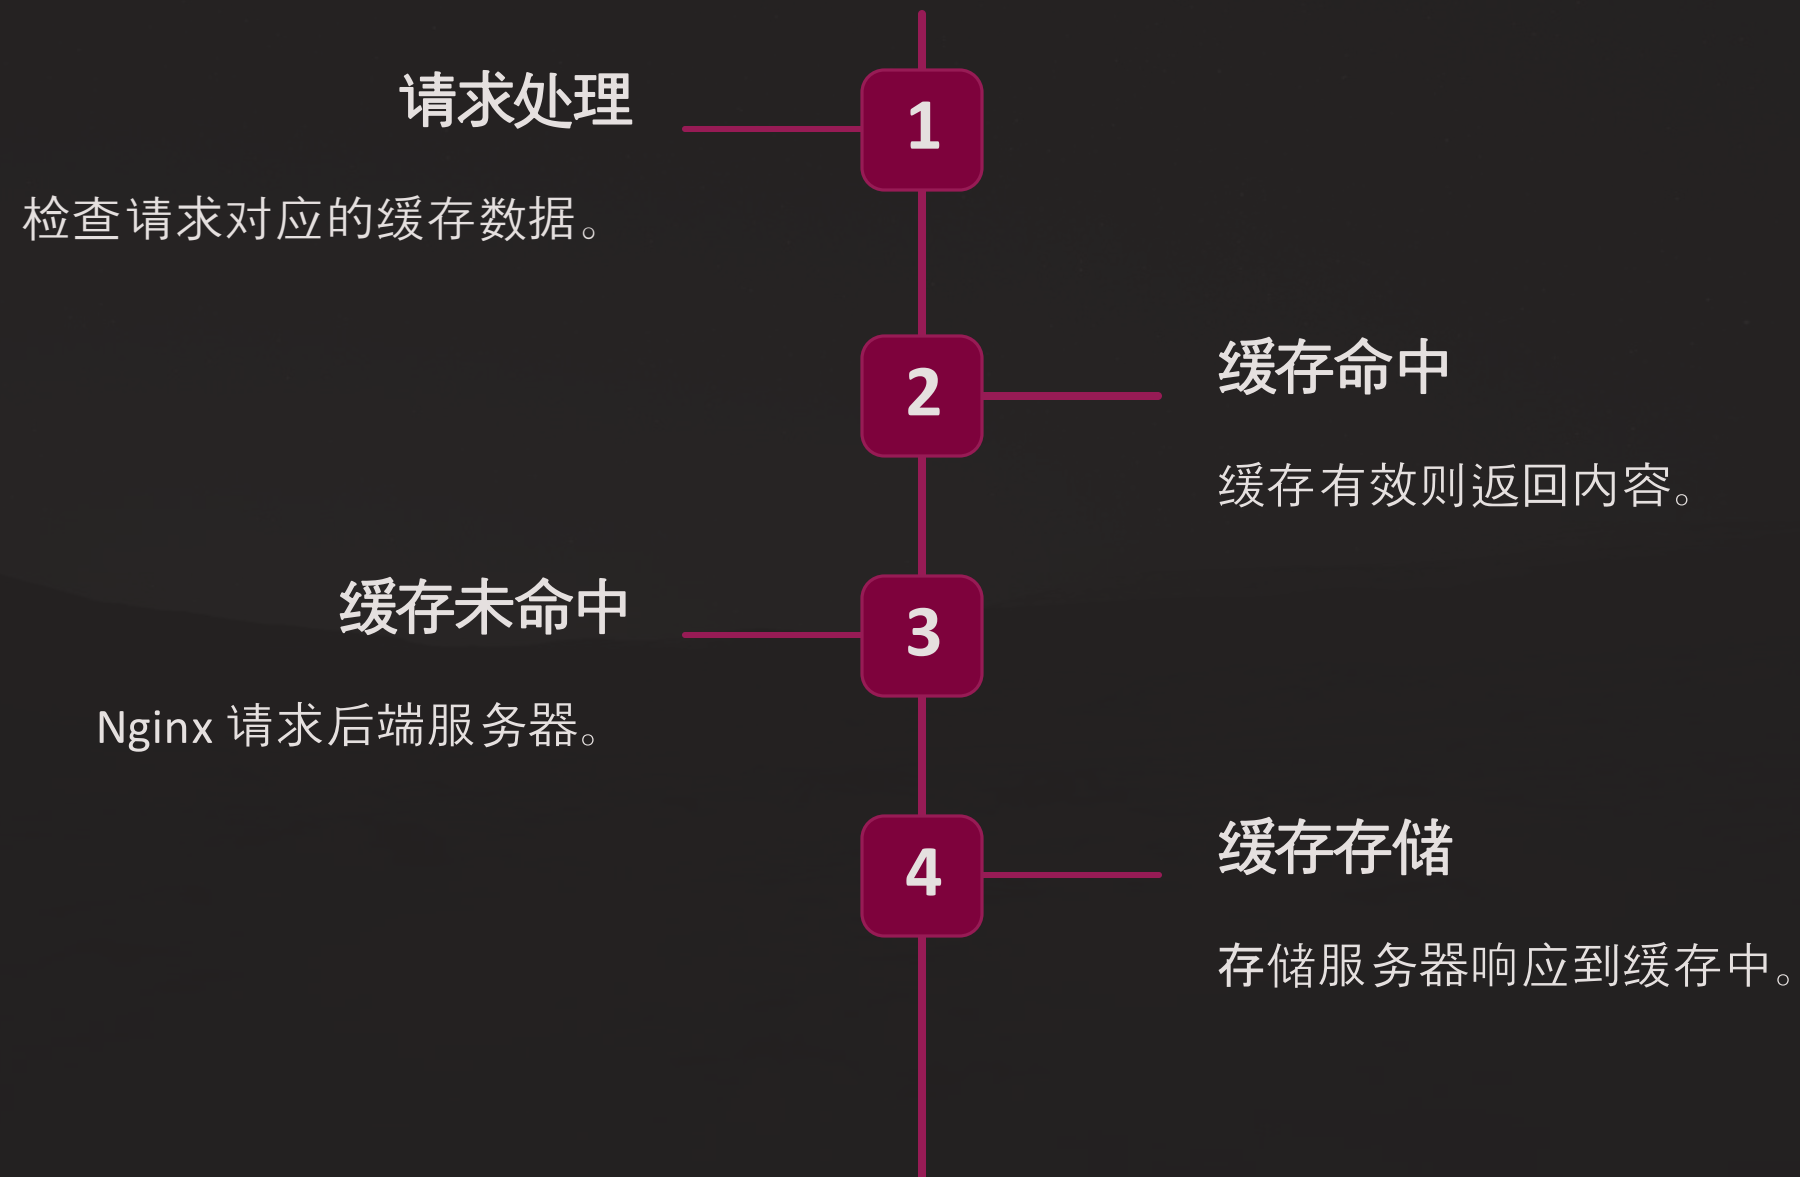 请求处理
1
检查请求对应的缓存数据。
2
缓存命中
缓存有效则返回内容。
缓存未命中
3
Nginx 请求后端服务器。
4
缓存存储
存储服务器响应到缓存中。